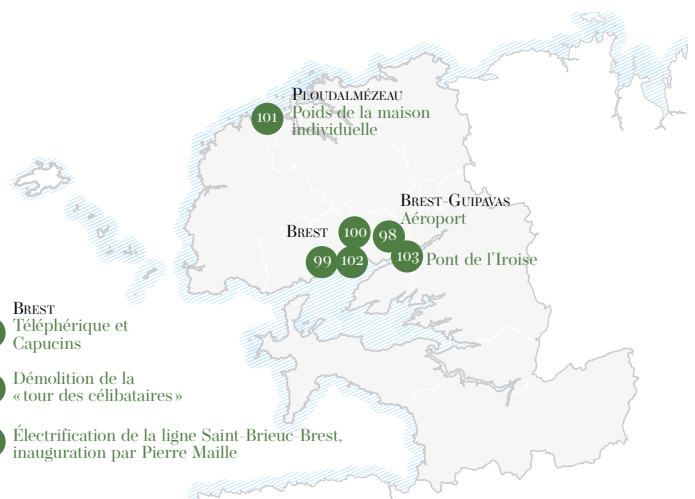 PLOUDALMÉZEAU
101 Poids de la maison
individuelle
BREST-GUIPAVAS
Aéroport
BREST
100
98
99
102
103
Pont de l’Iroise
BREST
Téléphérique et
Capucins
Démolition de la
« tour des célibataires »
Électrification de la ligne Saint-Brieuc-Brest,
inauguration par Pierre Maille